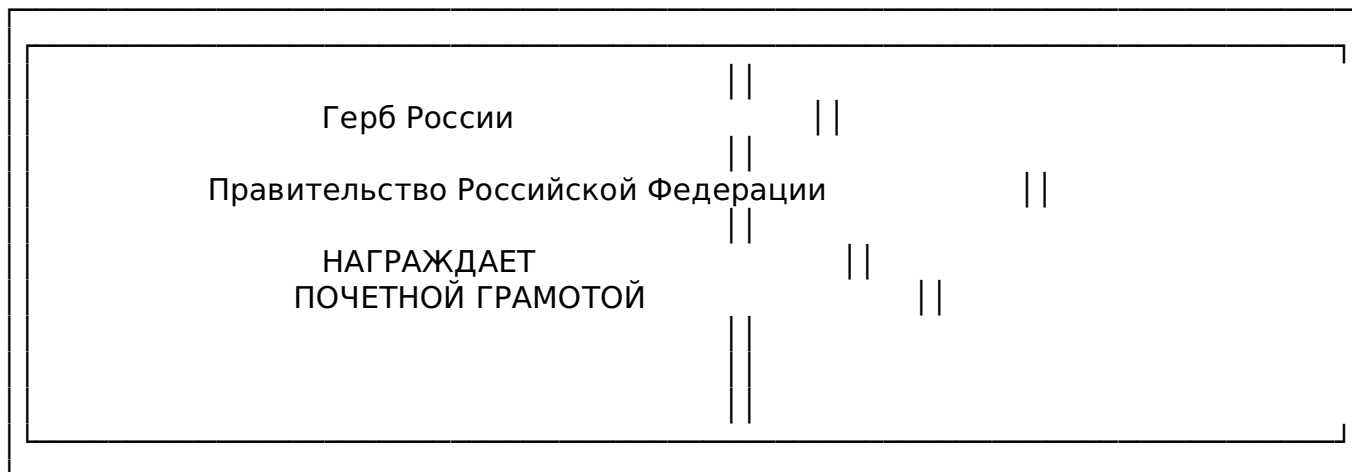 Герб России
Правительство Российской Федерации
НАГРАЖДАЕТ
ПОЧЕТНОЙ ГРАМОТОЙ